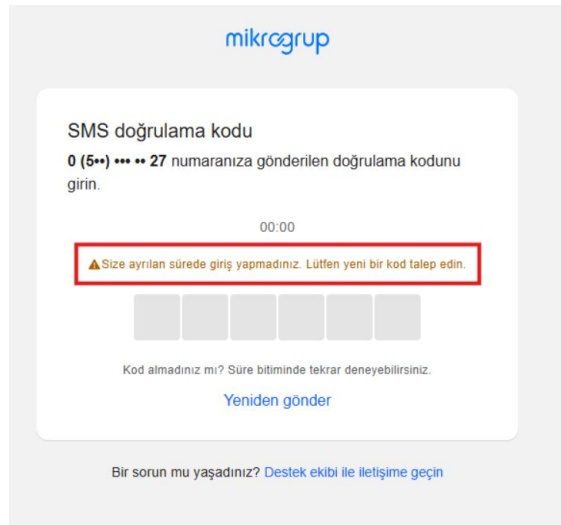 mikrogrup
SMS doğrulama kodu
0 (5••) ••• •• 27 numaranıza gönderilen doğrulama kodunu
girin.
00:00
Size ayrılan sürede giriş yapmadınız. Lütfen yeni bir kod talep edin.
Kod almadınız mı? Süre bitiminde tekrar deneyebilirsiniz.
Yeniden gönder
Bir sorun mu yaşadınız? Destek ekibi ile iletişime geçin